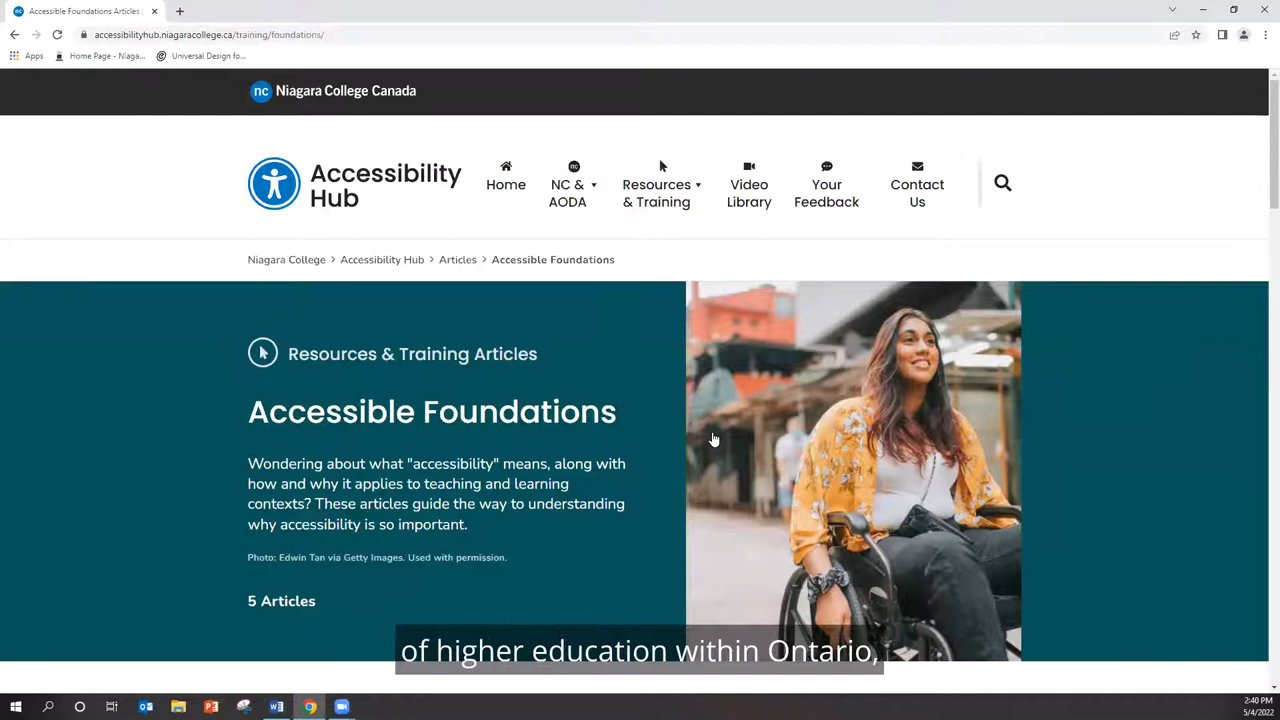 Accessible Foundations Articles
accessibilityhub.niagaracollege.ca/training/foundations/
Apps
Home Page - Niaga...
Universal Design fo...
nc Niagara College Canada
Accessibility
Hub
Home
NC &
AODA
Resources
& Training
Video
Library
Your
Feedback
Contact
Us
Niagara College > Accessibility Hub > Articles > Accessible Foundations
Resources & Training Articles
Accessible Foundations
Wondering about what "accessibility" means, along with
how and why it applies to teaching and learning
contexts? These articles guide the way to understanding
why accessibility is so important.
Photo: Edwin Tan via Getty Images. Used with permission.
5 Articles
of higher education within Ontario,
2:40 PM
5/4/2022